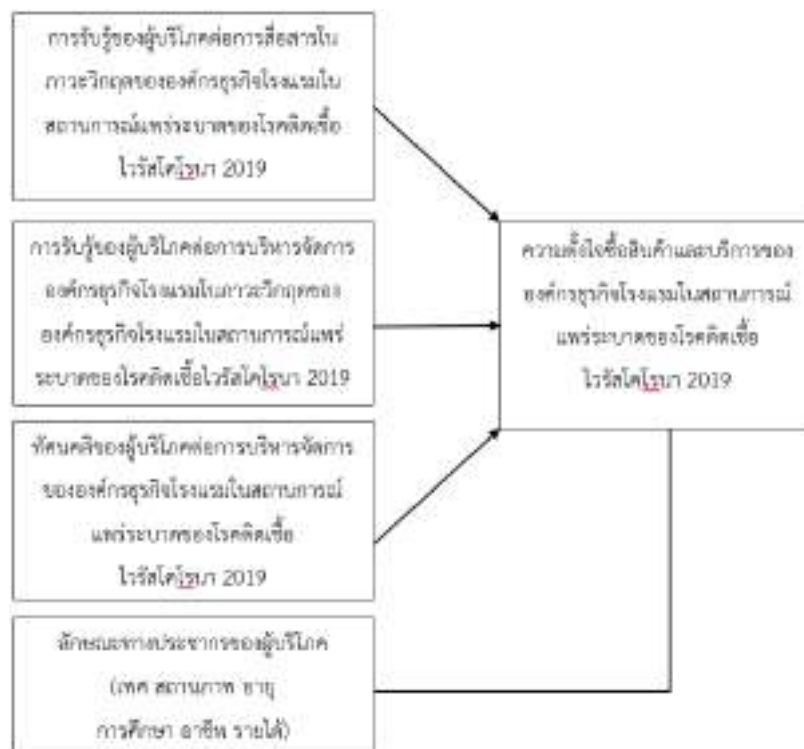 การรับรู้ของผู้บริโภคต่อการสื่อสารใน
ภาวะวิกฤตขององค์กรธุรกิจโรงแรมใน
สถานการณ์แพร่ระบาดของโรคติดเชื้อ
ไวรัสโคโรนา 2019
การรับรู้ของผู้บริโภคต่อการบริหารจัดการ
องค์กรธุรกิจโรงแรมในภาวะวิกฤตของ
องค์กรธุรกิจโรงแรมในสถานการณ์แพร่
ระบาดของโรคติดเชื้อไวรัสโคโรนา 2019
ทัศนคติของผู้บริโภคต่อการบริหารจัดการ
ขององค์กรธุรกิจโรงแรมในสถานการณ์
แพร่ระบาดของโรคติดเชื้อ
ไวรัสโคโรนา 2019
ลักษณะทางประชากรของผู้บริโภค
(เพศ สถานภาพ อายุ
การศึกษา อาชีพ รายได้)
ความตั้งใจซื้อสินค้าและบริการของ
องค์กรธุรกิจโรงแรมในสถานการณ์
แพร่ระบาดของโรคติดเชื้อ
ไวรัสโคโรนา 2019